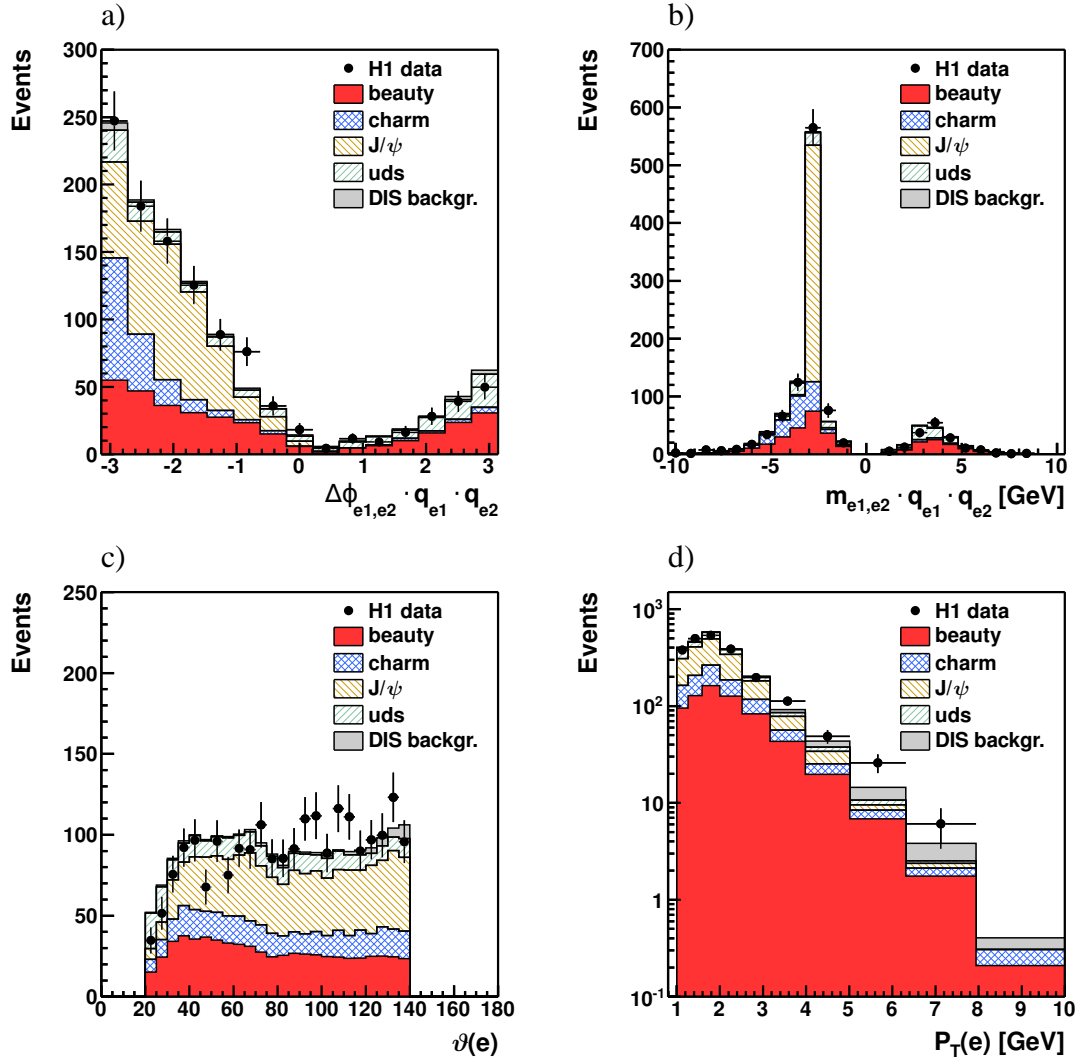 a)
Events
300
250
200
150
100
50
0
-3 -2 -1 0 1 2 3
Δϕe1,e2 · qe1 · qe2
H1 data
beauty
charm
J/ψ
uds
DIS backgr.
b)
Events
700
600
500
400
300
200
100
0
-10 -5 0 5 10
me1,e2 · qe1 · qe2 [GeV]
H1 data
beauty
charm
J/ψ
uds
DIS backgr.
c)
Events
250
200
150
100
50
0
0 20 40 60 80 100 120 140 160 180
ϑ(e)
H1 data
beauty
charm
J/ψ
uds
DIS backgr.
d)
Events
10³
10²
10
1
10⁻¹
1 2 3 4 5 6 7 8 9 10
PT(e) [GeV]
H1 data
beauty
charm
J/ψ
uds
DIS backgr.